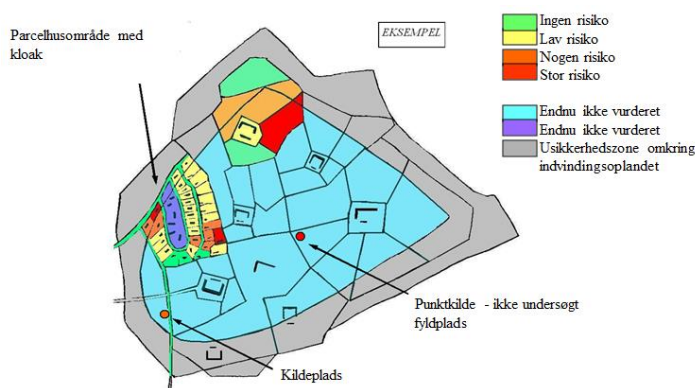 Parcelhusområde med
kloak
EKSEMPEL
Ingen risiko
Lav risiko
Nogen risiko
Stor risiko
Endnu ikke vurderet
Endnu ikke vurderet
Usikkerhedszone omkring
indvindingsoplandet
Punktkilde - ikke undersøgt
fyldplads
Kildeplads